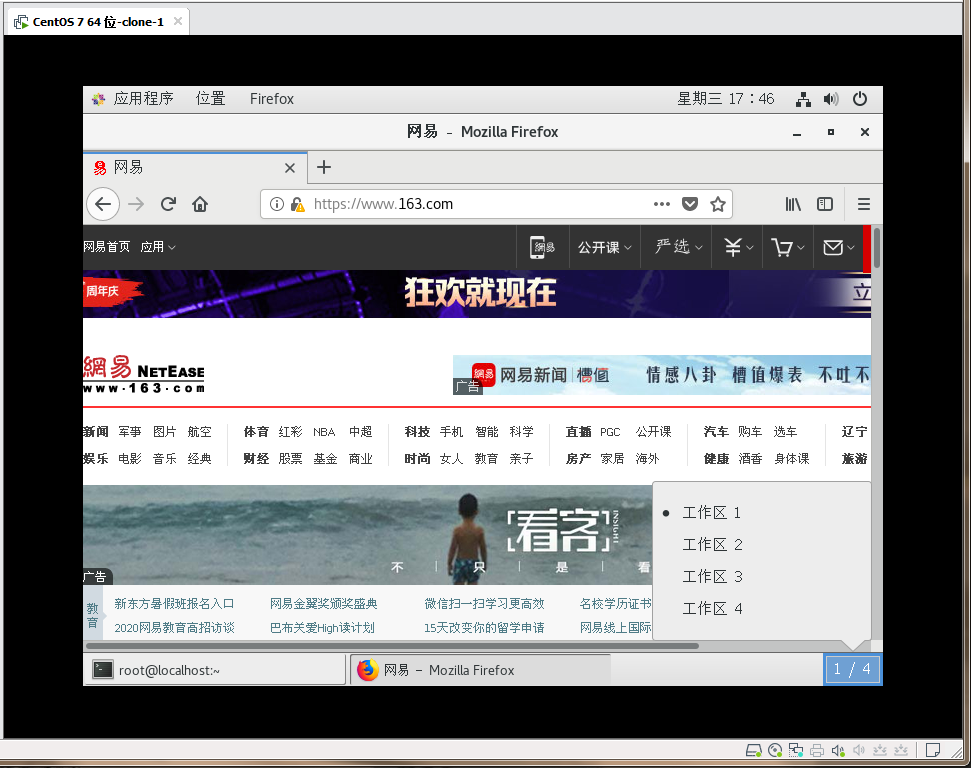 CentOS 7 64 位-clone-1
应用程序 位置 Firefox 星期三 17：46
网易 - Mozilla Firefox
网易
https://www.163.com
网易首页 应用 網易 公开课 严选
周年庆 狂欢就现在 立
網易 NETEASE
www.163.com
網易 网易新闻 槽值 情感八卦 槽值爆表 不吐不
广告
新闻 军事 图片 航空 体育 红彩 NBA 中超 科技 手机 智能 科学 直播 PGC 公开课 汽车 购车 选车 辽宁
娱乐 电影 音乐 经典 财经 股票 基金 商业 时尚 女人 教育 亲子 房产 家居 海外 健康 酒香 身体课 旅游
看客 INSIGHT
不 | 只 | 是 | 看
广告
教育
新东方暑假班报名入口 网易金翼奖颁奖盛典 微信扫一扫学习更高效 名校学历证书
2020网易教育高招访谈 巴布关爱High读计划 15天改变你的留学申请 网易线上国际
工作区 1
工作区 2
工作区 3
工作区 4
root@localhost:~ 网易 - Mozilla Firefox 1 / 4